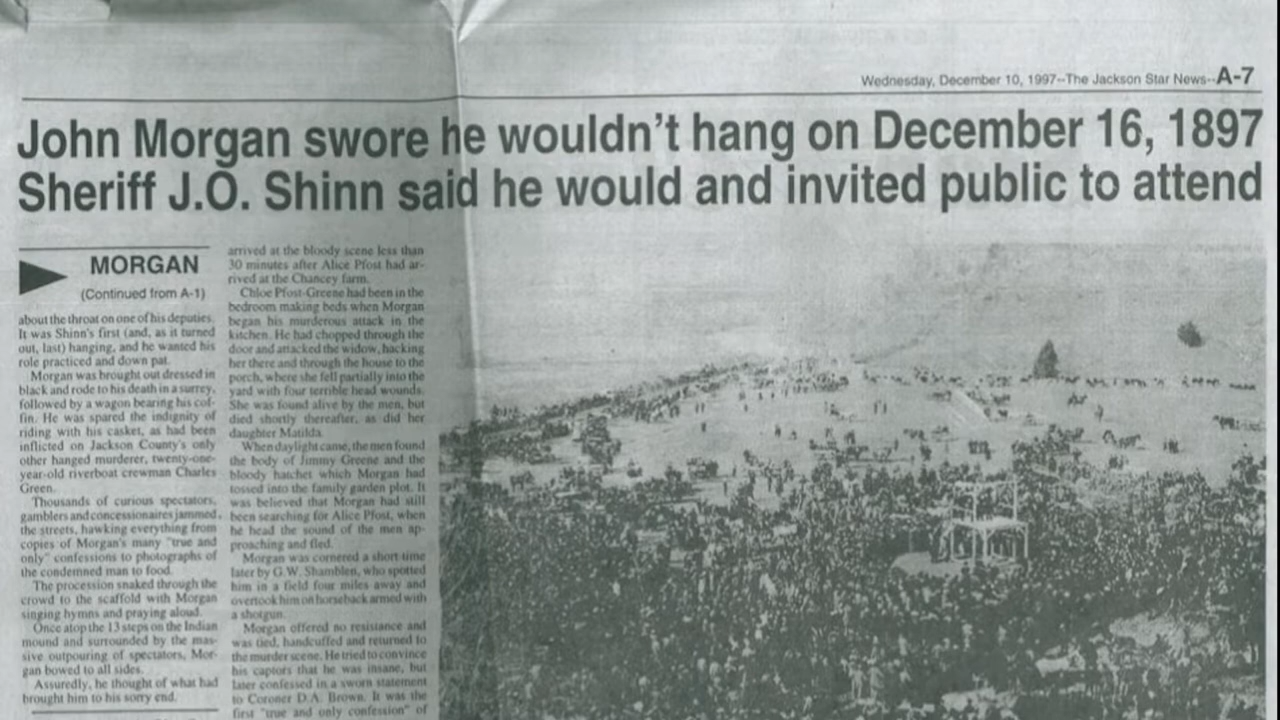 Wednesday, December 10, 1997--The Jackson Star News--A-7
John Morgan swore he wouldn't hang on December 16, 1897
Sheriff J.O. Shinn said he would and invited public to attend
MORGAN
(Continued from A-1)
about the throat on one of his deputies.
It was Shinn's first (and, as it turned
out, last) hanging, and he wanted his
role practiced and down pat.
Morgan was brought out dressed in
black and rode to his death in a surrey,
followed by a wagon bearing his cof-
fin. He was spared the indignity of
riding with his casket, as had been
inflicted on Jackson County's only
other hanged murderer, twenty-one-
year-old riverboat crewman Charles
Green.
Thousands of curious spectators,
gamblers and concessionaires jammed
the streets, hawking everything from
copies of Morgan's many "true and
only" confessions to photographs of
the condemned man to food.
The procession snaked through the
crowd to the scaffold with Morgan
singing hymns and praying aloud.
Once atop the 13 steps on the Indian
mound and surrounded by the mas-
sive outpouring of spectators, Mor-
gan bowed to all sides.
Assuredly, he thought of what had
brought him to his sorry end.
arrived at the bloody scene less than
30 minutes after Alice Pfost had ar-
rived at the Chancey farm.
Chloe Pfost-Greene had been in the
bedroom making beds when Morgan
began his murderous attack in the
kitchen. He had chopped through the
door and attacked the widow, hacking
her there and through the house to the
porch, where she fell partially into the
yard with four terrible head wounds.
She was found alive by the men, but
died shortly thereafter, as did her
daughter Matilda.
When daylight came, the men found
the body of Jimmy Greene and the
bloody hatchet which Morgan had
tossed into the family garden plot. It
was believed that Morgan had still
been searching for Alice Pfost, when
he head the sound of the men ap-
proaching and fled.
Morgan was cornered a short time
later by G.W. Shamblen, who spotted
him in a field four miles away and
overtook him on horseback armed with
a shotgun.
Morgan offered no resistance and
was tied, handcuffed and returned to
the murder scene. He tried to convince
his captors that he was insane, but
later confessed in a sworn statement
to Coroner D.A. Brown. It was the
first "true and only confession" of